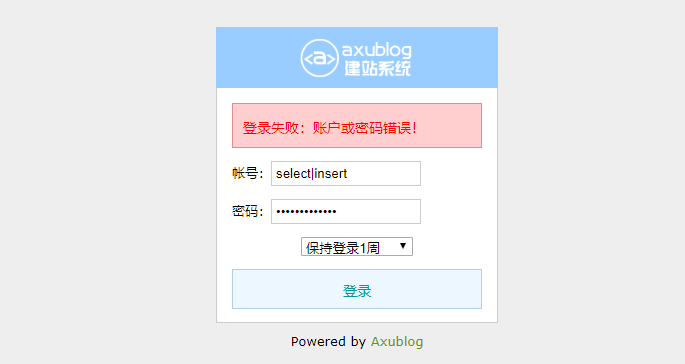 <a> axublog
建站系统
登录失败：账户或密码错误！
帐号： select|insert
密码： •••••••••••••
保持登录1周
登录
Powered by Axublog